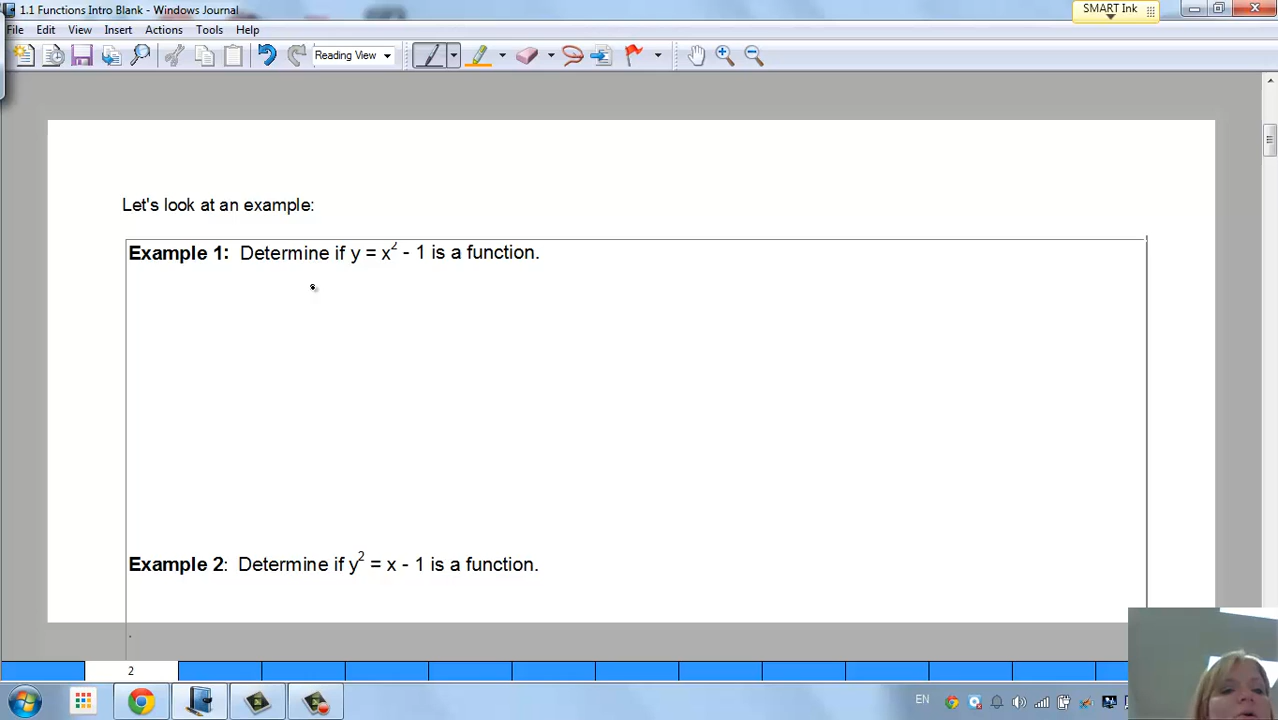 1.1 Functions Intro Blank - Windows Journal
SMART Ink
File Edit View Insert Actions Tools Help
Reading View
Let's look at an example:
Example 1: Determine if y = x² - 1 is a function.
Example 2: Determine if y² = x - 1 is a function.
2
EN